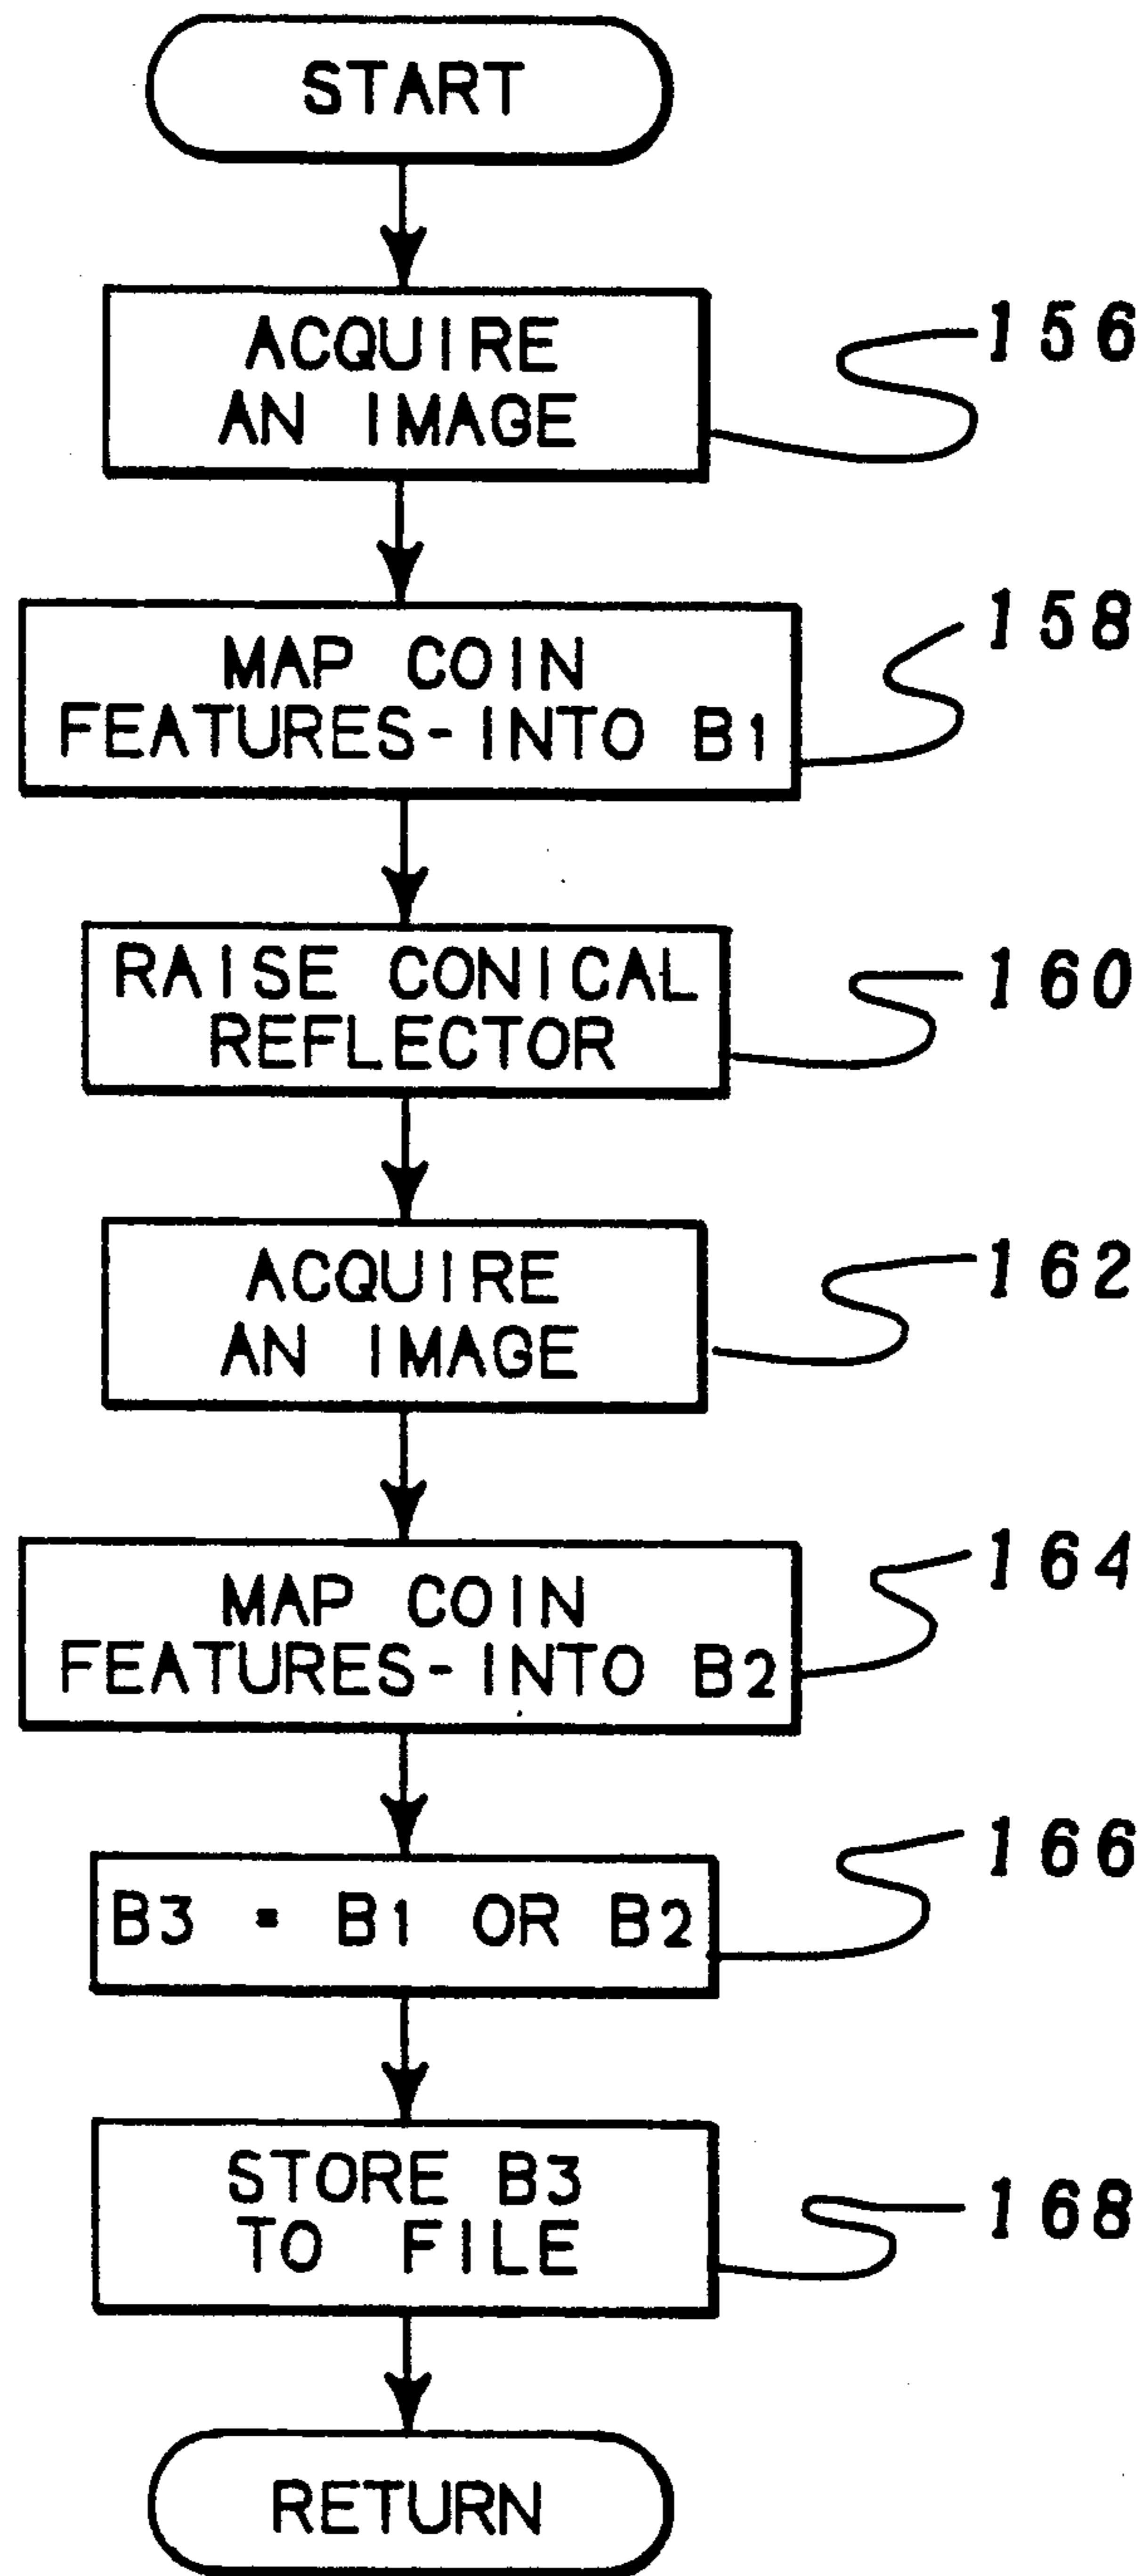 START
ACQUIRE
AN IMAGE
156
MAP COIN
FEATURES-INTO B1
158
RAISE CONICAL
REFLECTOR
160
ACQUIRE
AN IMAGE
162
MAP COIN
FEATURES-INTO B2
164
B3 = B1 OR B2
166
STORE B3
TO FILE
168
RETURN